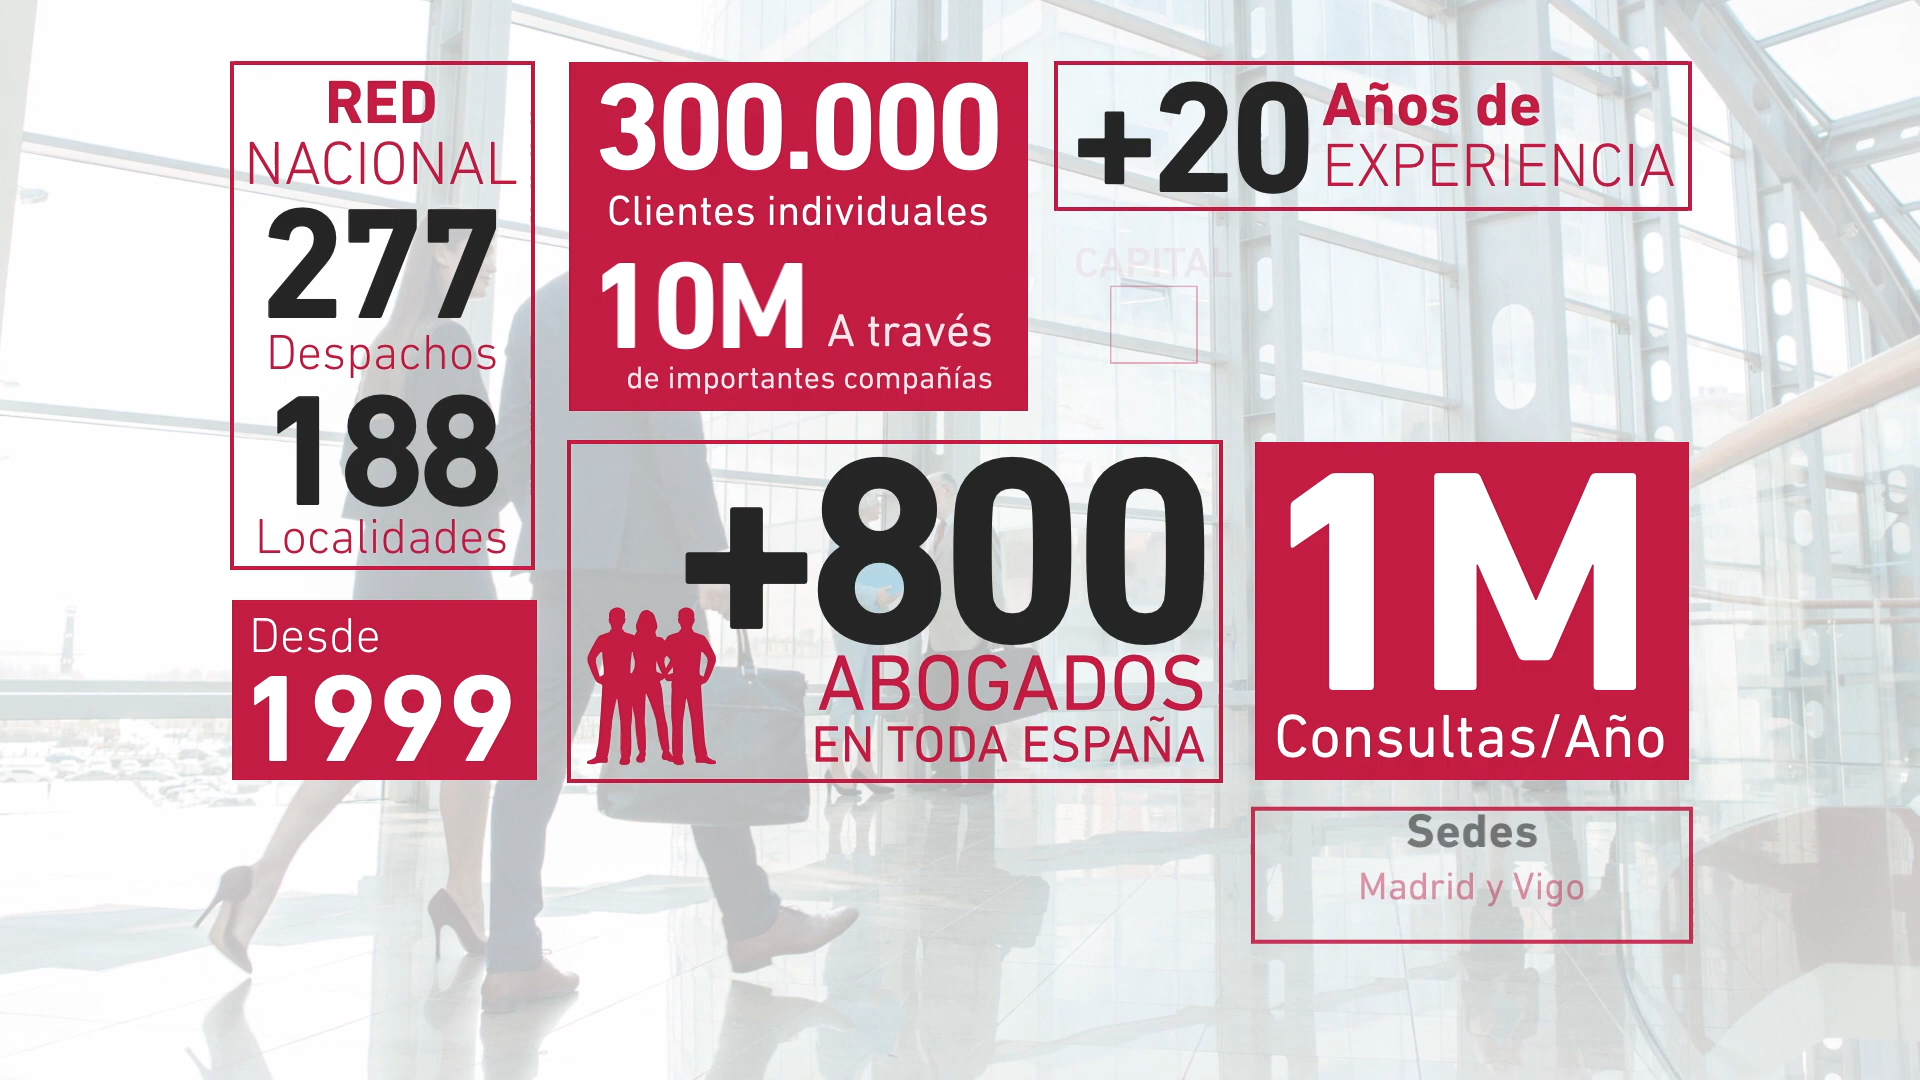 RED
NACIONAL
277
Despachos
188
Localidades
Desde
1999
300.000
Clientes individuales
10M A través
de importantes compañías
+20 Años de
EXPERIENCIA
CAPITAL
+800
ABOGADOS
EN TODA ESPAÑA
1M
Consultas/Año
Sedes
Madrid y Vigo